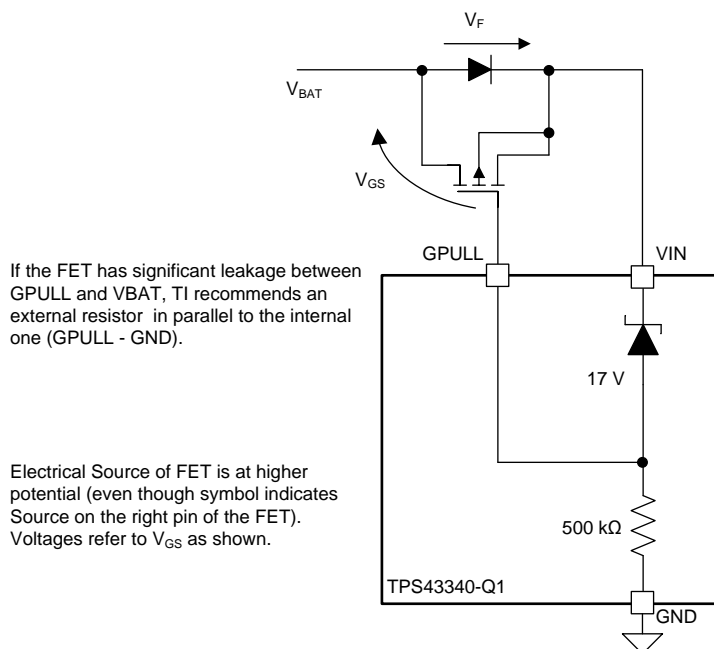 VF
VBAT
VGS
GPULL
VIN
If the FET has significant leakage between
GPULL and VBAT, TI recommends an
external resistor in parallel to the internal
one (GPULL - GND).
17 V
Electrical Source of FET is at higher
potential (even though symbol indicates
Source on the right pin of the FET).
Voltages refer to VGS as shown.
500 kΩ
TPS43340-Q1
GND